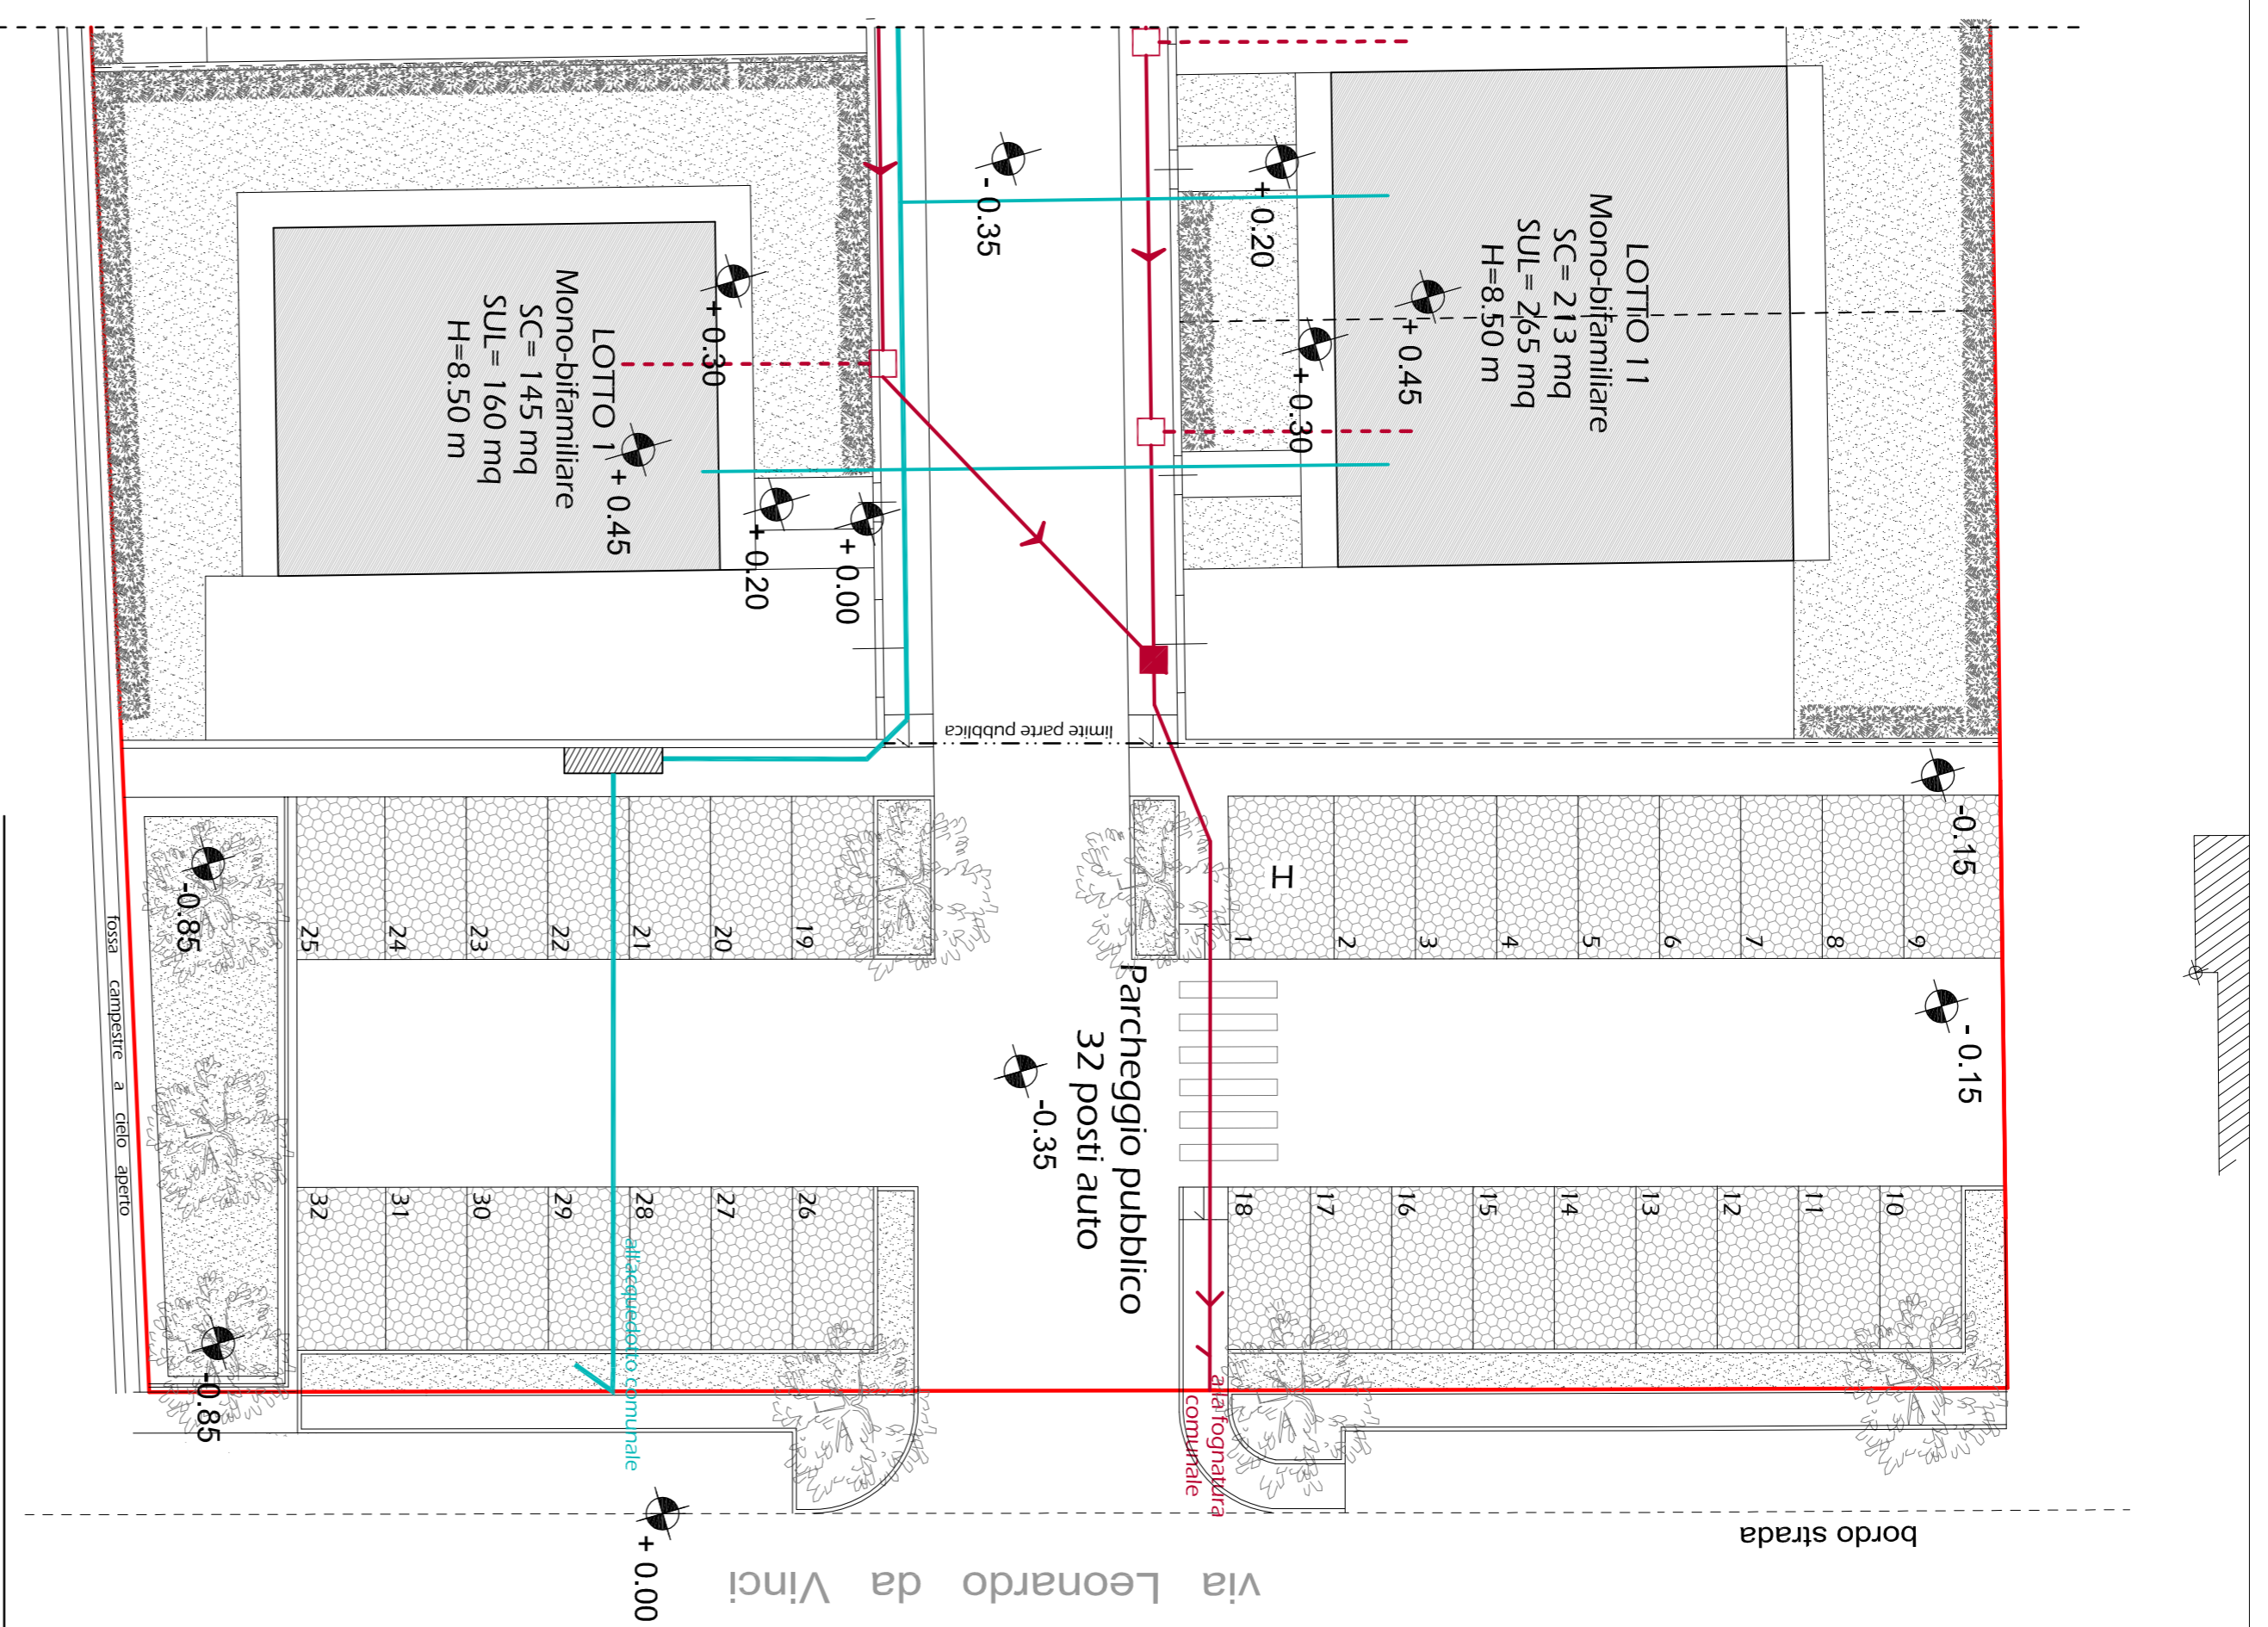 LOTTO 11
Mono-bifamiliare
SC= 213 mq
SUL= 265 mq
H=8.50 m
+ 0.45
+ 0.30
+ 0.20
- 0.35
LOTTO 1
Mono-bifamiliare
SC= 145 mq
SUL= 160 mq
H=8.50 m
+ 0.45
+ 0.30
+ 0.20
+ 0.00
limite parte pubblica
-0.15
- 0.15
H
1
2
3
4
5
6
7
8
9
19
20
21
22
23
24
25
-0.85
fossa campestre a cielo aperto
Parcheggio pubblico
32 posti auto
-0.35
10
11
12
13
14
15
16
17
18
26
27
28
29
30
31
32
-0.85
all'acquedotto comunale
alla fognatura
comunale
+ 0.00
bordo strada
via Leonardo da Vinci